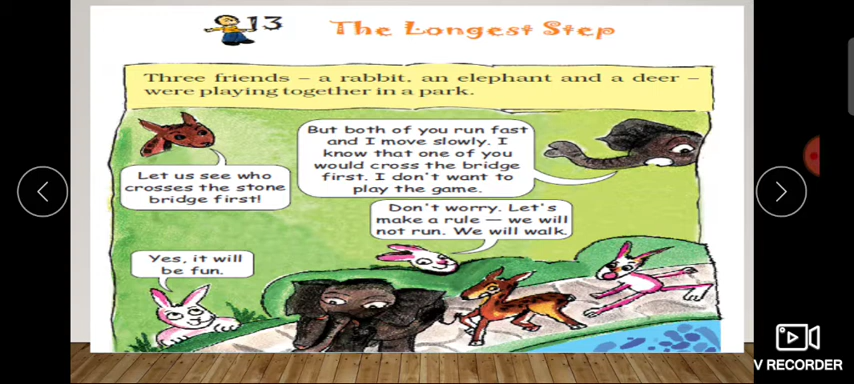 13
The Longest Step
Three friends – a rabbit, an elephant and a deer –
were playing together in a park.
Let us see who
crosses the stone
bridge first!
But both of you run fast
and I move slowly. I
know that one of you
would cross the bridge
first. I don't want to
play the game.
Don't worry. Let's
make a rule — we will
not run. We will walk.
Yes, it will
be fun.
V RECORDER